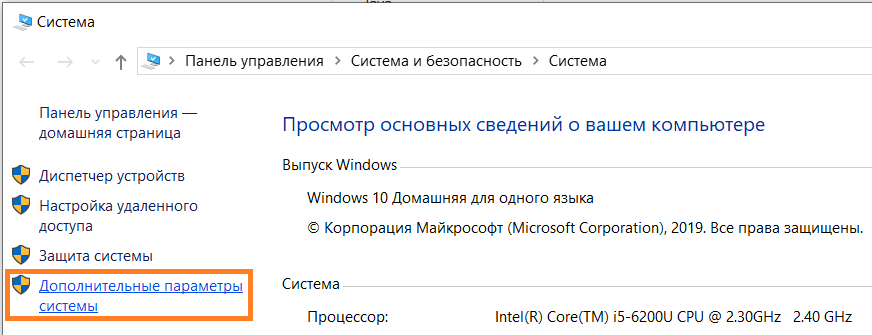 Система
Панель управления > Система и безопасность > Система
Панель управления —
домашняя страница
Диспетчер устройств
Настройка удаленного
доступа
Защита системы
Дополнительные параметры
системы
Просмотр основных сведений о вашем компьютере
Выпуск Windows
Windows 10 Домашняя для одного языка
© Корпорация Майкрософт (Microsoft Corporation), 2019. Все права защищены.
Система
Процессор: Intel(R) Core(TM) i5-6200U CPU @ 2.30GHz 2.40 GHz